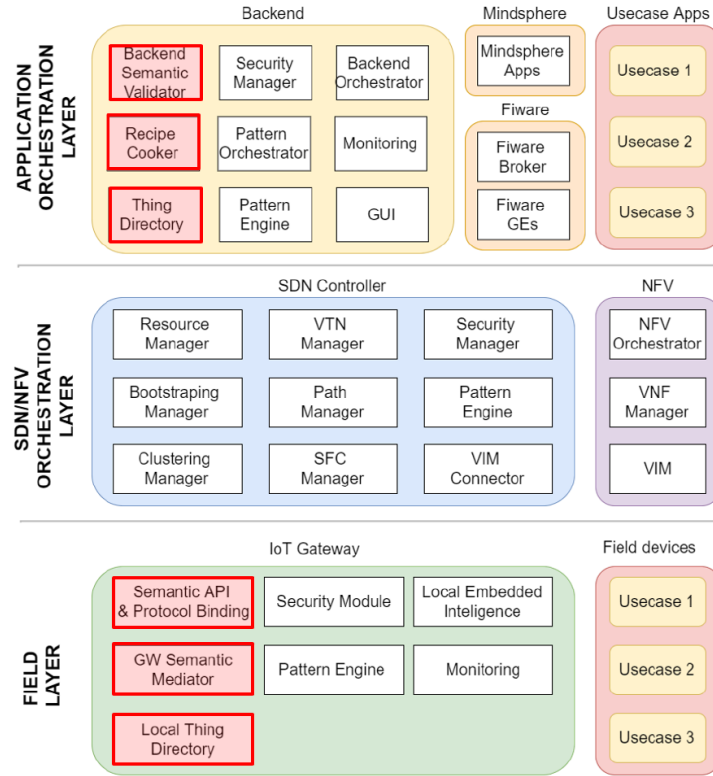 Backend
Mindsphere
Usecase Apps
APPLICATION
ORCHESTRATION
LAYER
Backend
Semantic
Validator
Security
Manager
Backend
Orchestrator
Mindsphere
Apps
Usecase 1
Fiware
Recipe
Cooker
Pattern
Orchestrator
Monitoring
Fiware
Broker
Usecase 2
Thing
Directory
Pattern
Engine
GUI
Fiware
GEs
Usecase 3
SDN Controller
NFV
SDN/NFV
ORCHESTRATION
LAYER
Resource
Manager
VTN
Manager
Security
Manager
NFV
Orchestrator
Bootstraping
Manager
Path
Manager
Pattern
Engine
VNF
Manager
Clustering
Manager
SFC
Manager
VIM
Connector
VIM
IoT Gateway
Field devices
FIELD
LAYER
Semantic API
& Protocol Binding
Security Module
Local Embedded
Inteligence
Usecase 1
GW Semantic
Mediator
Pattern Engine
Monitoring
Usecase 2
Local Thing
Directory
Usecase 3